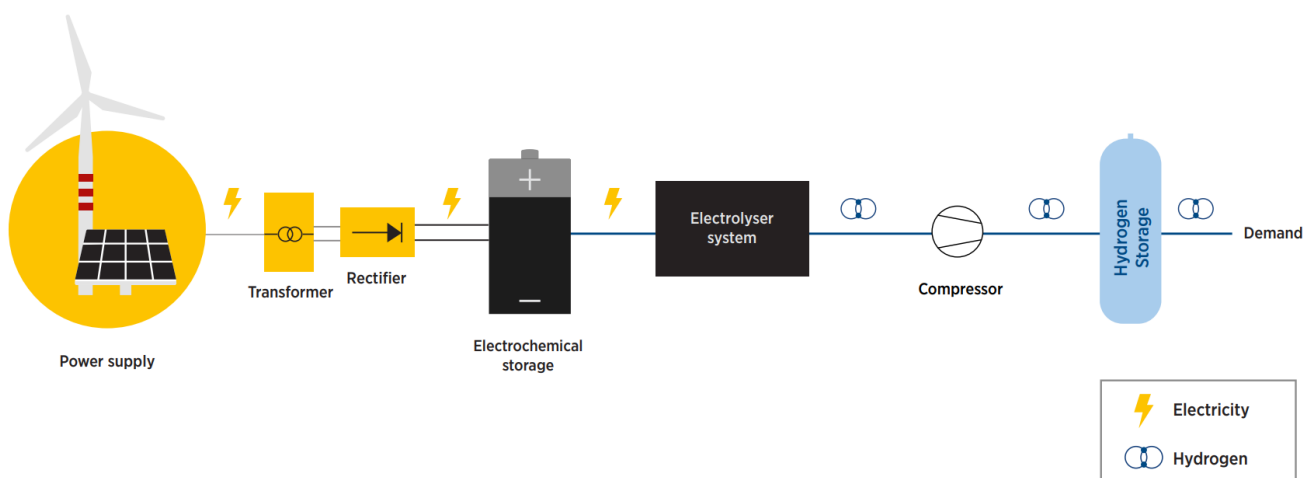 Power supply
Transformer
Rectifier
+
−
Electrochemical
storage
Electrolyser
system
Compressor
Hydrogen
Storage
Demand
Electricity
Hydrogen